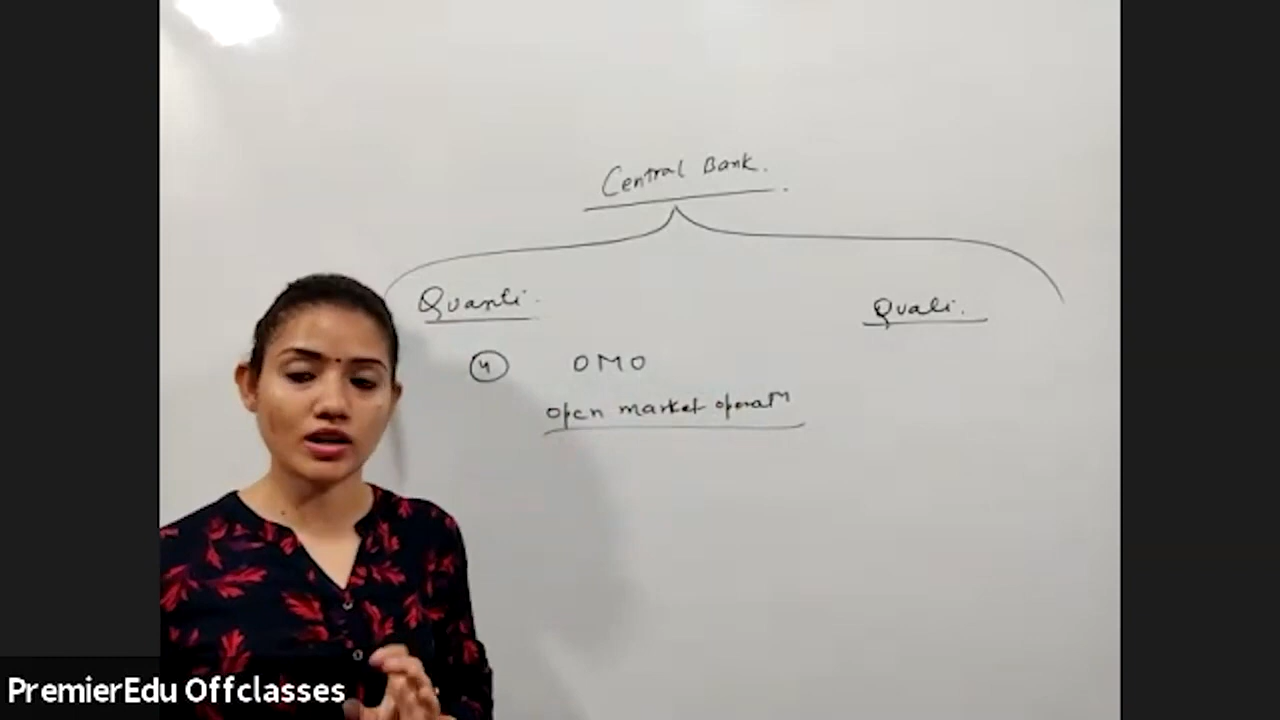 Central Bank.
Quanti.
Quali.
4 OMO
open market operatn
PremierEdu Offclasses